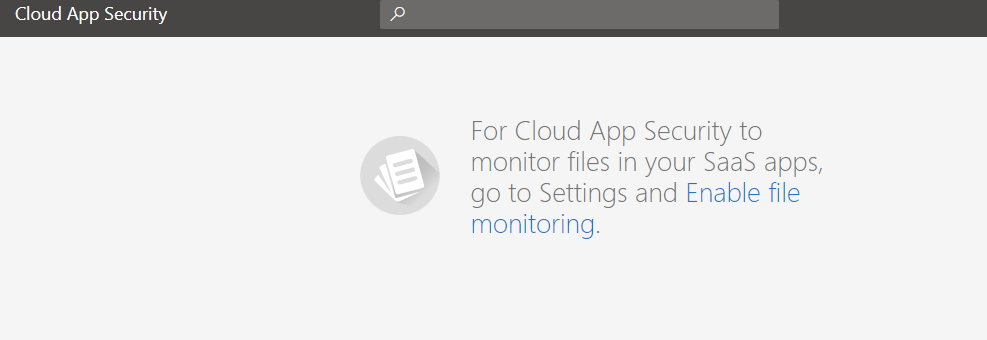 Cloud App Security
For Cloud App Security to
monitor files in your SaaS apps,
go to Settings and Enable file
monitoring.